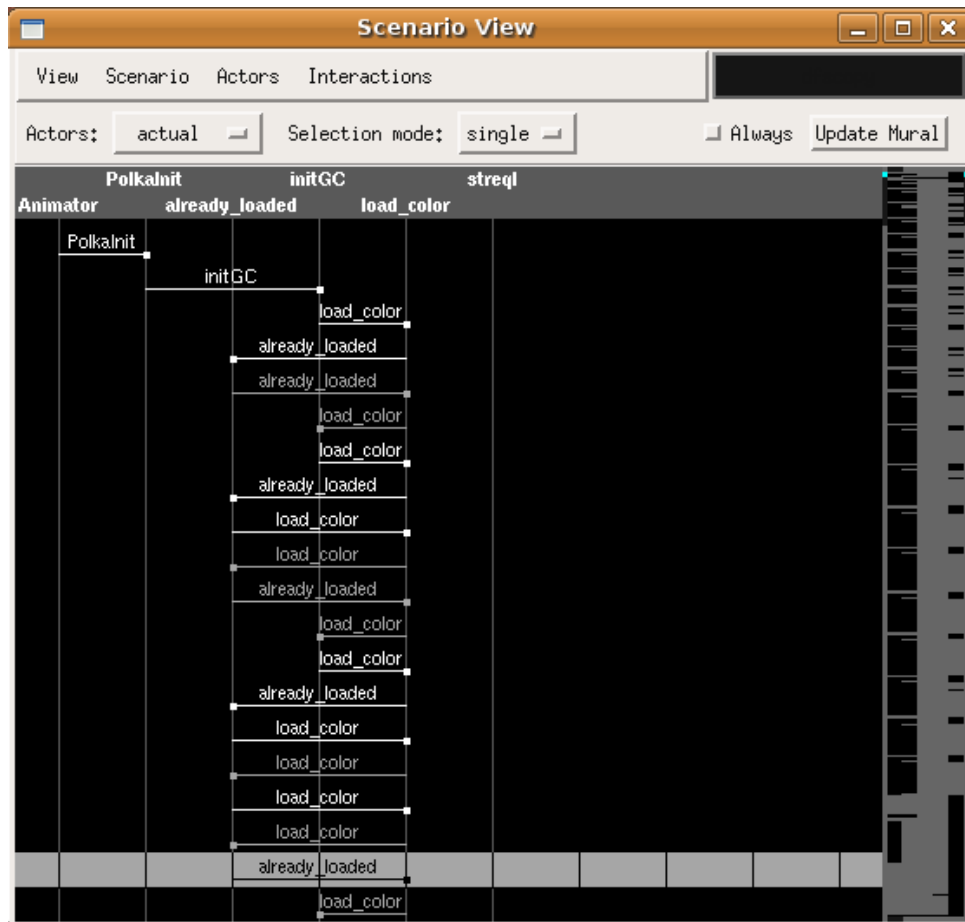 Scenario View
View Scenario Actors Interactions
Actors: actual Selection mode: single Always Update Mural
PolkaInit initGC streql
Animator already_loaded load_color
PolkaInit
initGC
load_color
already_loaded
already_loaded
load_color
load_color
already_loaded
load_color
load_color
already_loaded
load_color
load_color
already_loaded
load_color
load_color
load_color
load_color
already_loaded
load_color